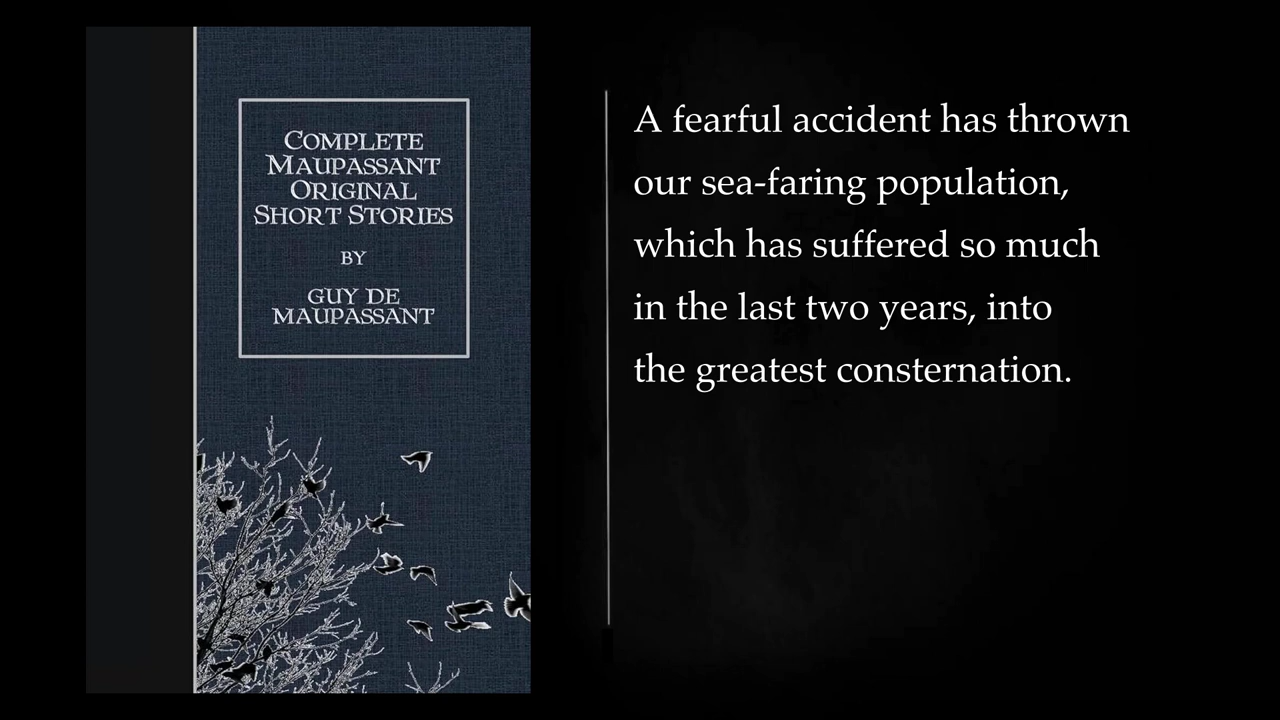 COMPLETE
MAUPASSANT
ORIGINAL
SHORT STORIES
BY
GUY DE
MAUPASSANT
A fearful accident has thrown
our sea-faring population,
which has suffered so much
in the last two years, into
the greatest consternation.